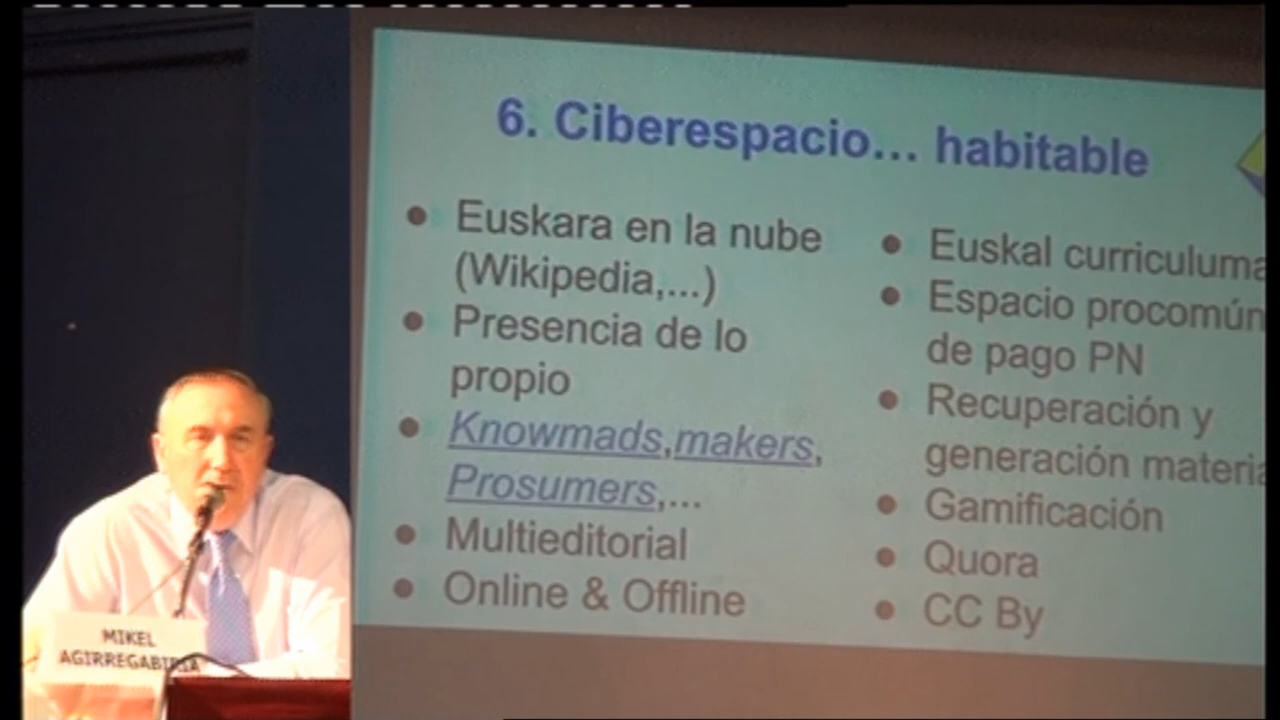 6. Ciberespacio... habitable
Euskara en la nube
(Wikipedia,...)
Presencia de lo
propio
Knowmads,makers,
Prosumers,...
Multieditorial
Online & Offline
Euskal curriculuma
Espacio procomún
de pago PN
Recuperación y
generación materia
Gamificación
Quora
CC By
MIKEL
AGIRREGABIRIA